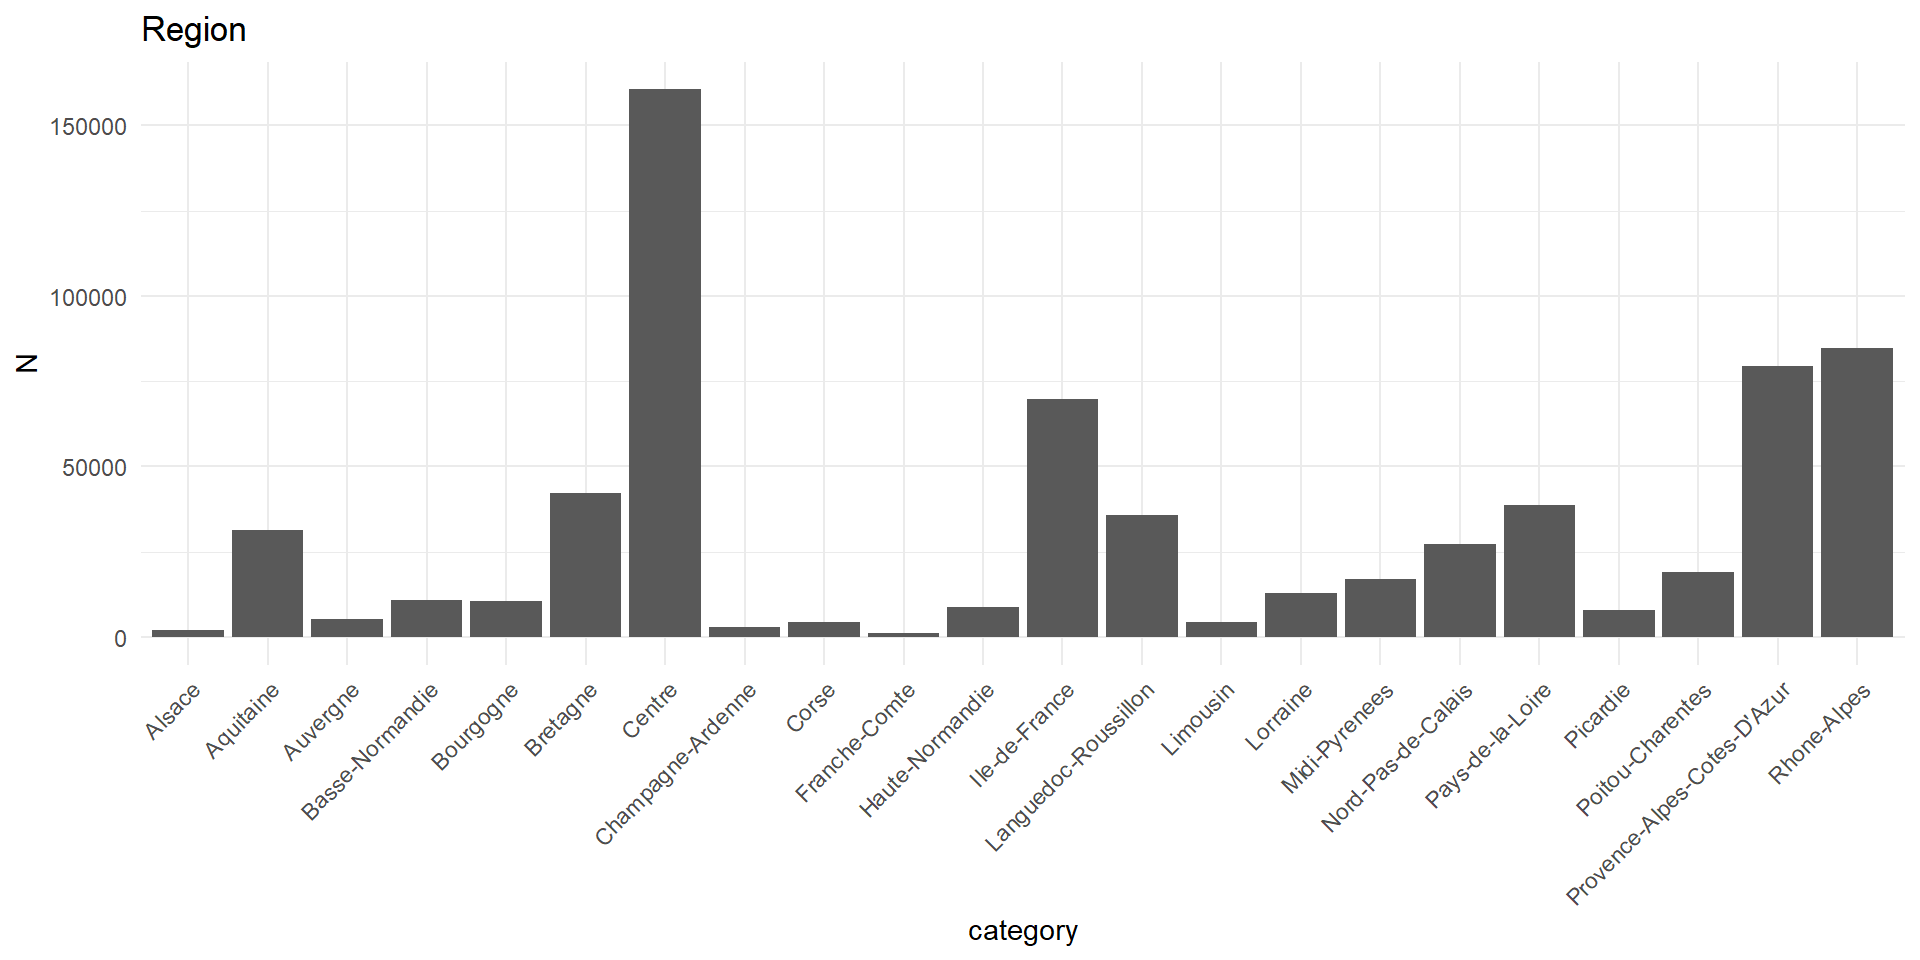 Region
N
150000
100000
50000
0
Alsace
Aquitaine
Auvergne
Basse-Normandie
Bourgogne
Bretagne
Centre
Champagne-Ardenne
Corse
Franche-Comte
Haute-Normandie
Ile-de-France
Languedoc-Roussillon
Limousin
Lorraine
Midi-Pyrenees
Nord-Pas-de-Calais
Pays-de-la-Loire
Picardie
Poitou-Charentes
Provence-Alpes-Cotes-D'Azur
Rhone-Alpes
category